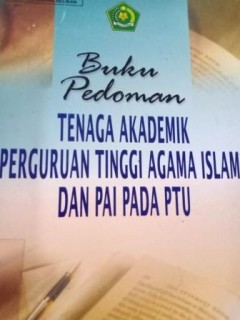 Buku
Pedoman
TENAGA AKADEMIK
PERGURUAN TINGGI AGAMA ISLAM
DAN PAI PADA PTU